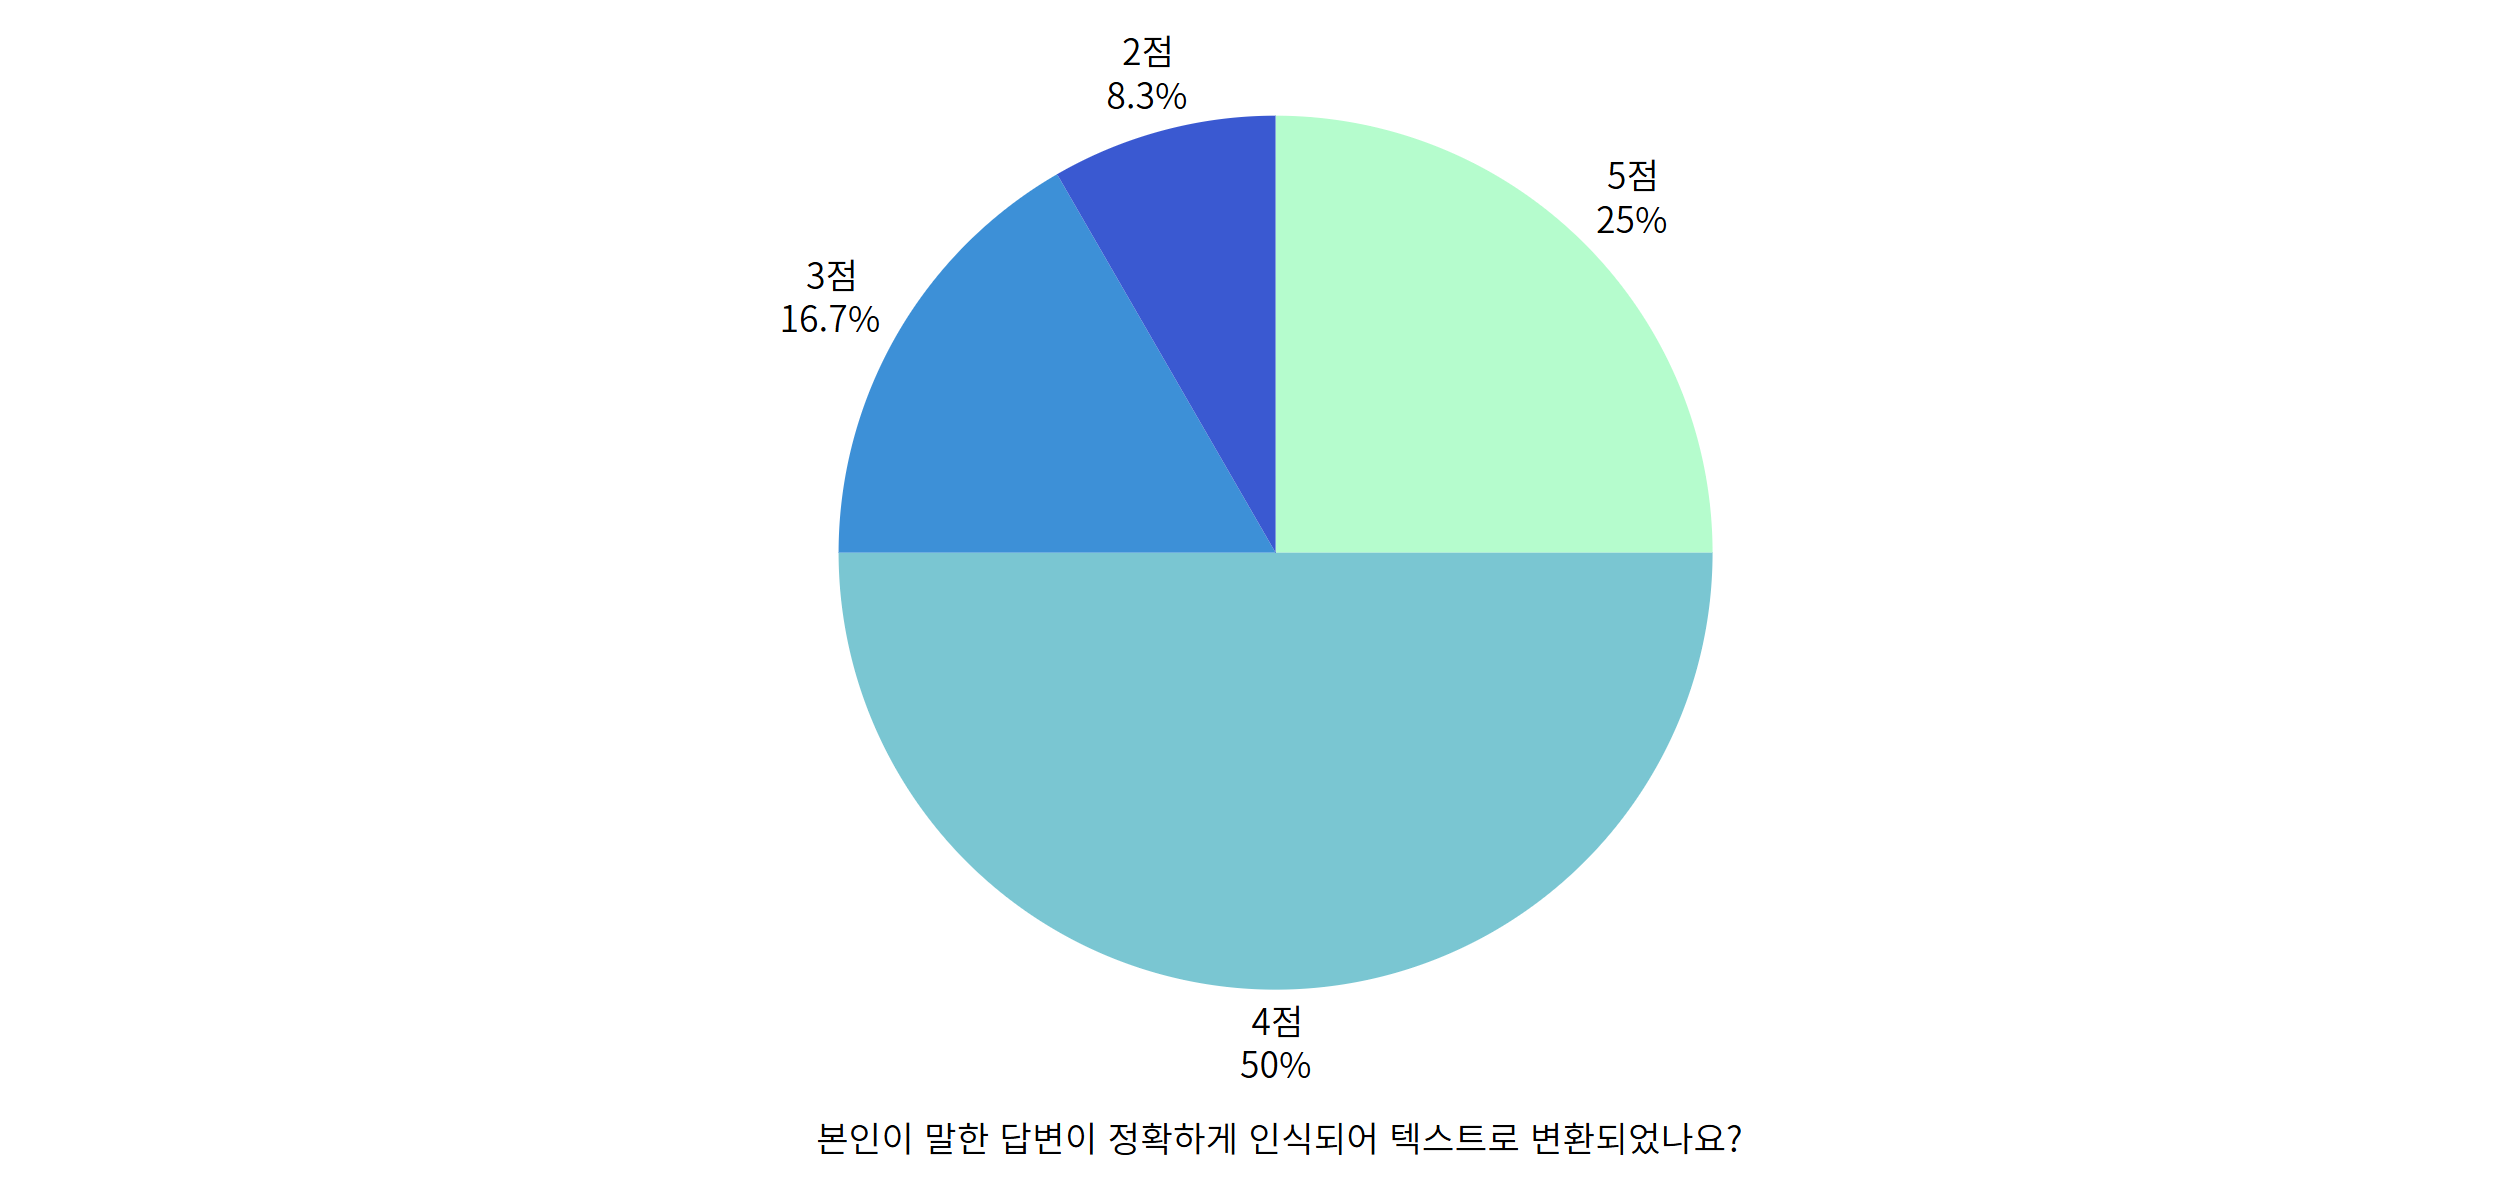 2점
8.3%
5점
25%
3점
16.7%
4점
50%
본인이 말한 답변이 정확하게 인식되어 텍스트로 변환되었나요?